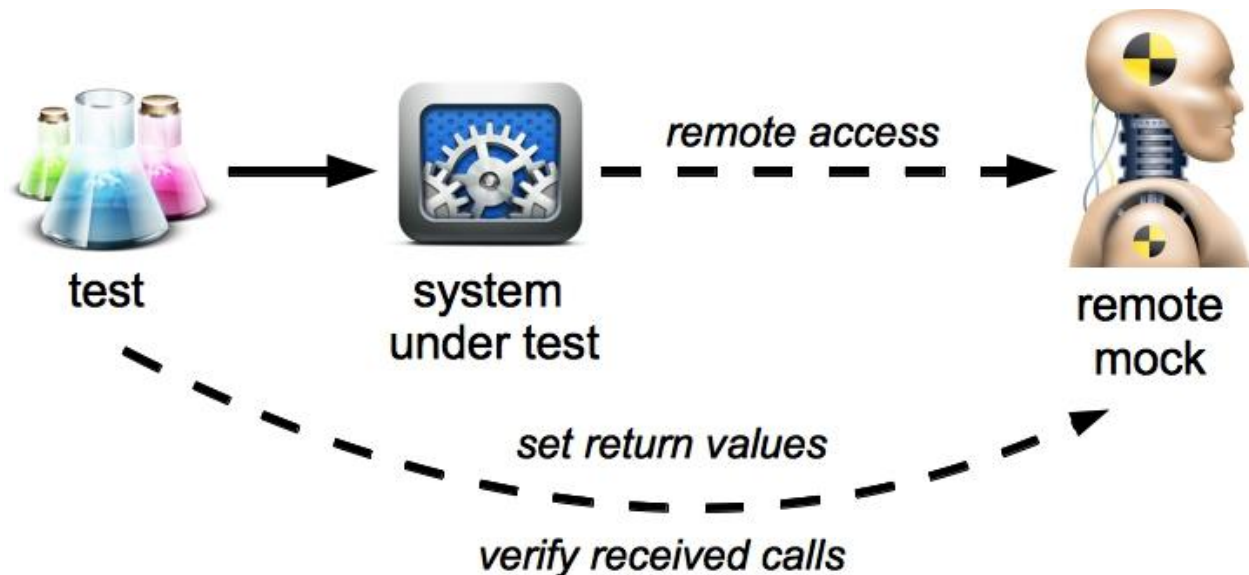 remote access
test
system
under test
remote
mock
set return values
verify received calls